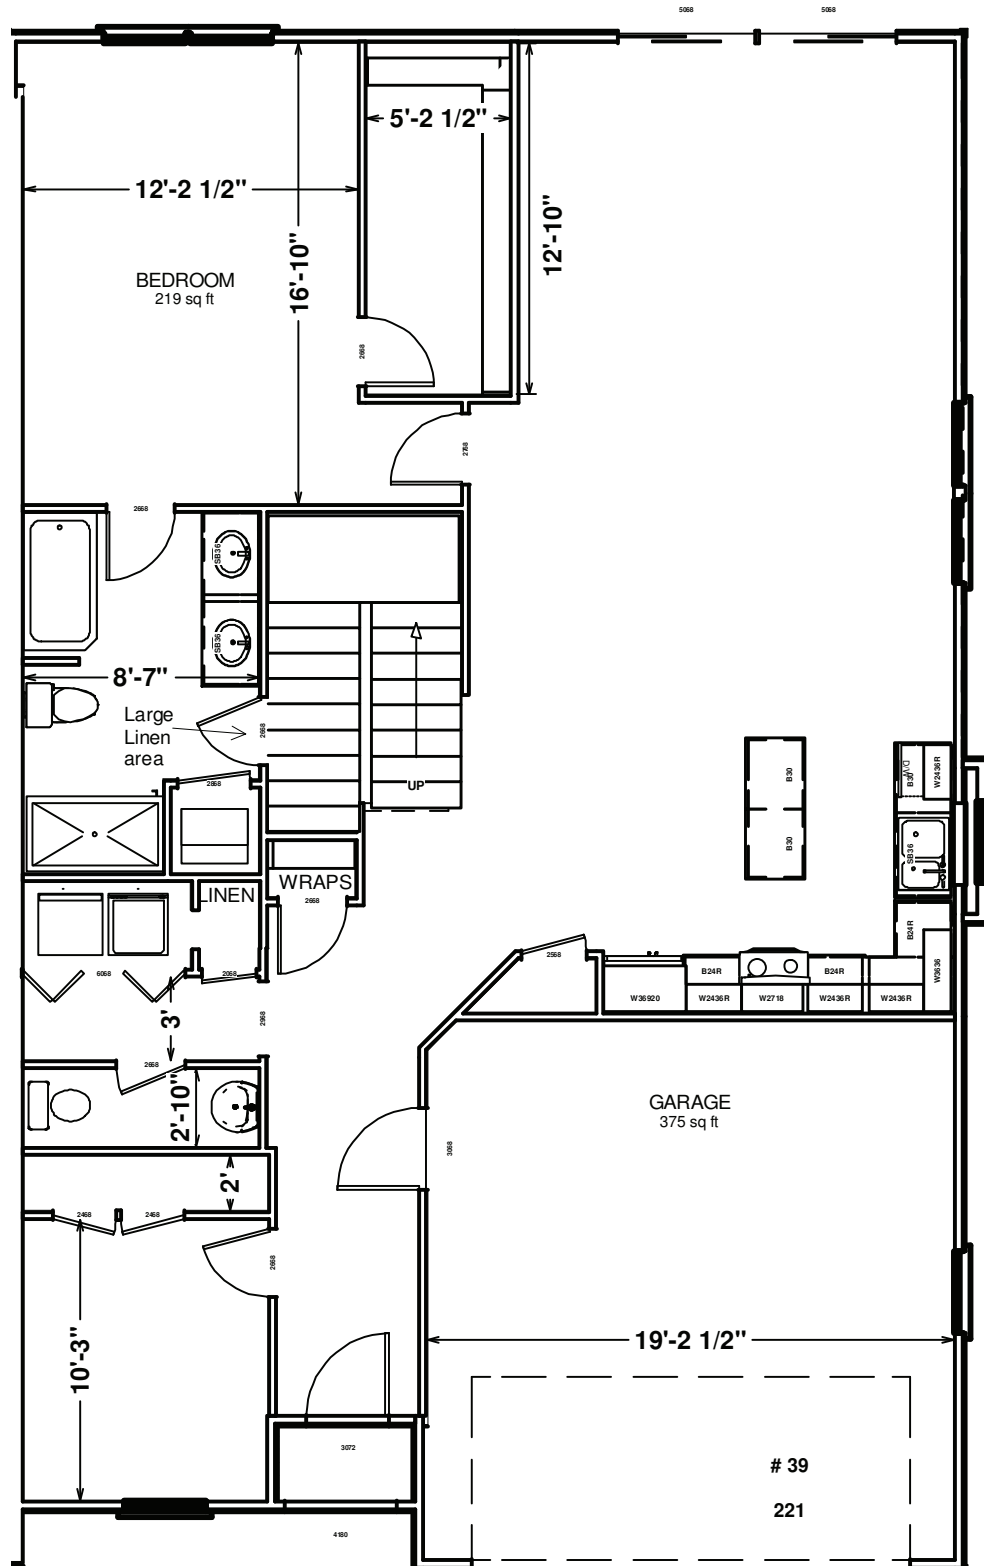 5068 5068
5'-2 1/2"
12'-2 1/2"
16'-10"
12'-10"
BEDROOM
219 sq ft
2668
2768
2668
SB36
SB36
8'-7"
Large
Linen
area
2668
2868
UP
B30
B30
D/W
B30
W2436R
SB36
LINEN
WRAPS
2668
B24R
W3636
6068
2068
2568
B24R
B24R
W36920
W2436R
W2718
W2436R
W2436R
3'
2668
2'-10"
GARAGE
375 sq ft
3068
2'
2468
2468
2668
10'-3"
19'-2 1/2"
3072
# 39
221
4180